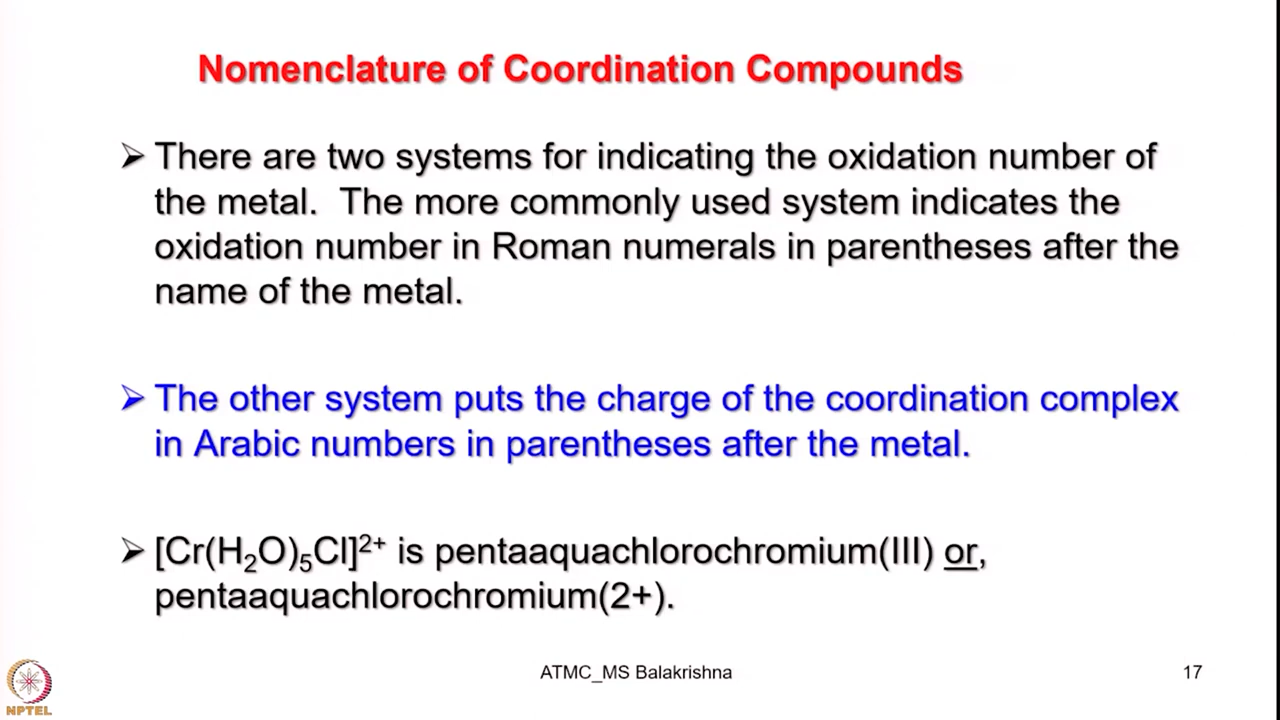 Nomenclature of Coordination Compounds
➢ There are two systems for indicating the oxidation number of
the metal.  The more commonly used system indicates the
oxidation number in Roman numerals in parentheses after the
name of the metal.
➢ The other system puts the charge of the coordination complex
in Arabic numbers in parentheses after the metal.
➢ [Cr(H₂O)₅Cl]²⁺ is pentaaquachlorochromium(III) or,
pentaaquachlorochromium(2+).
NPTEL
ATMC_MS Balakrishna
17